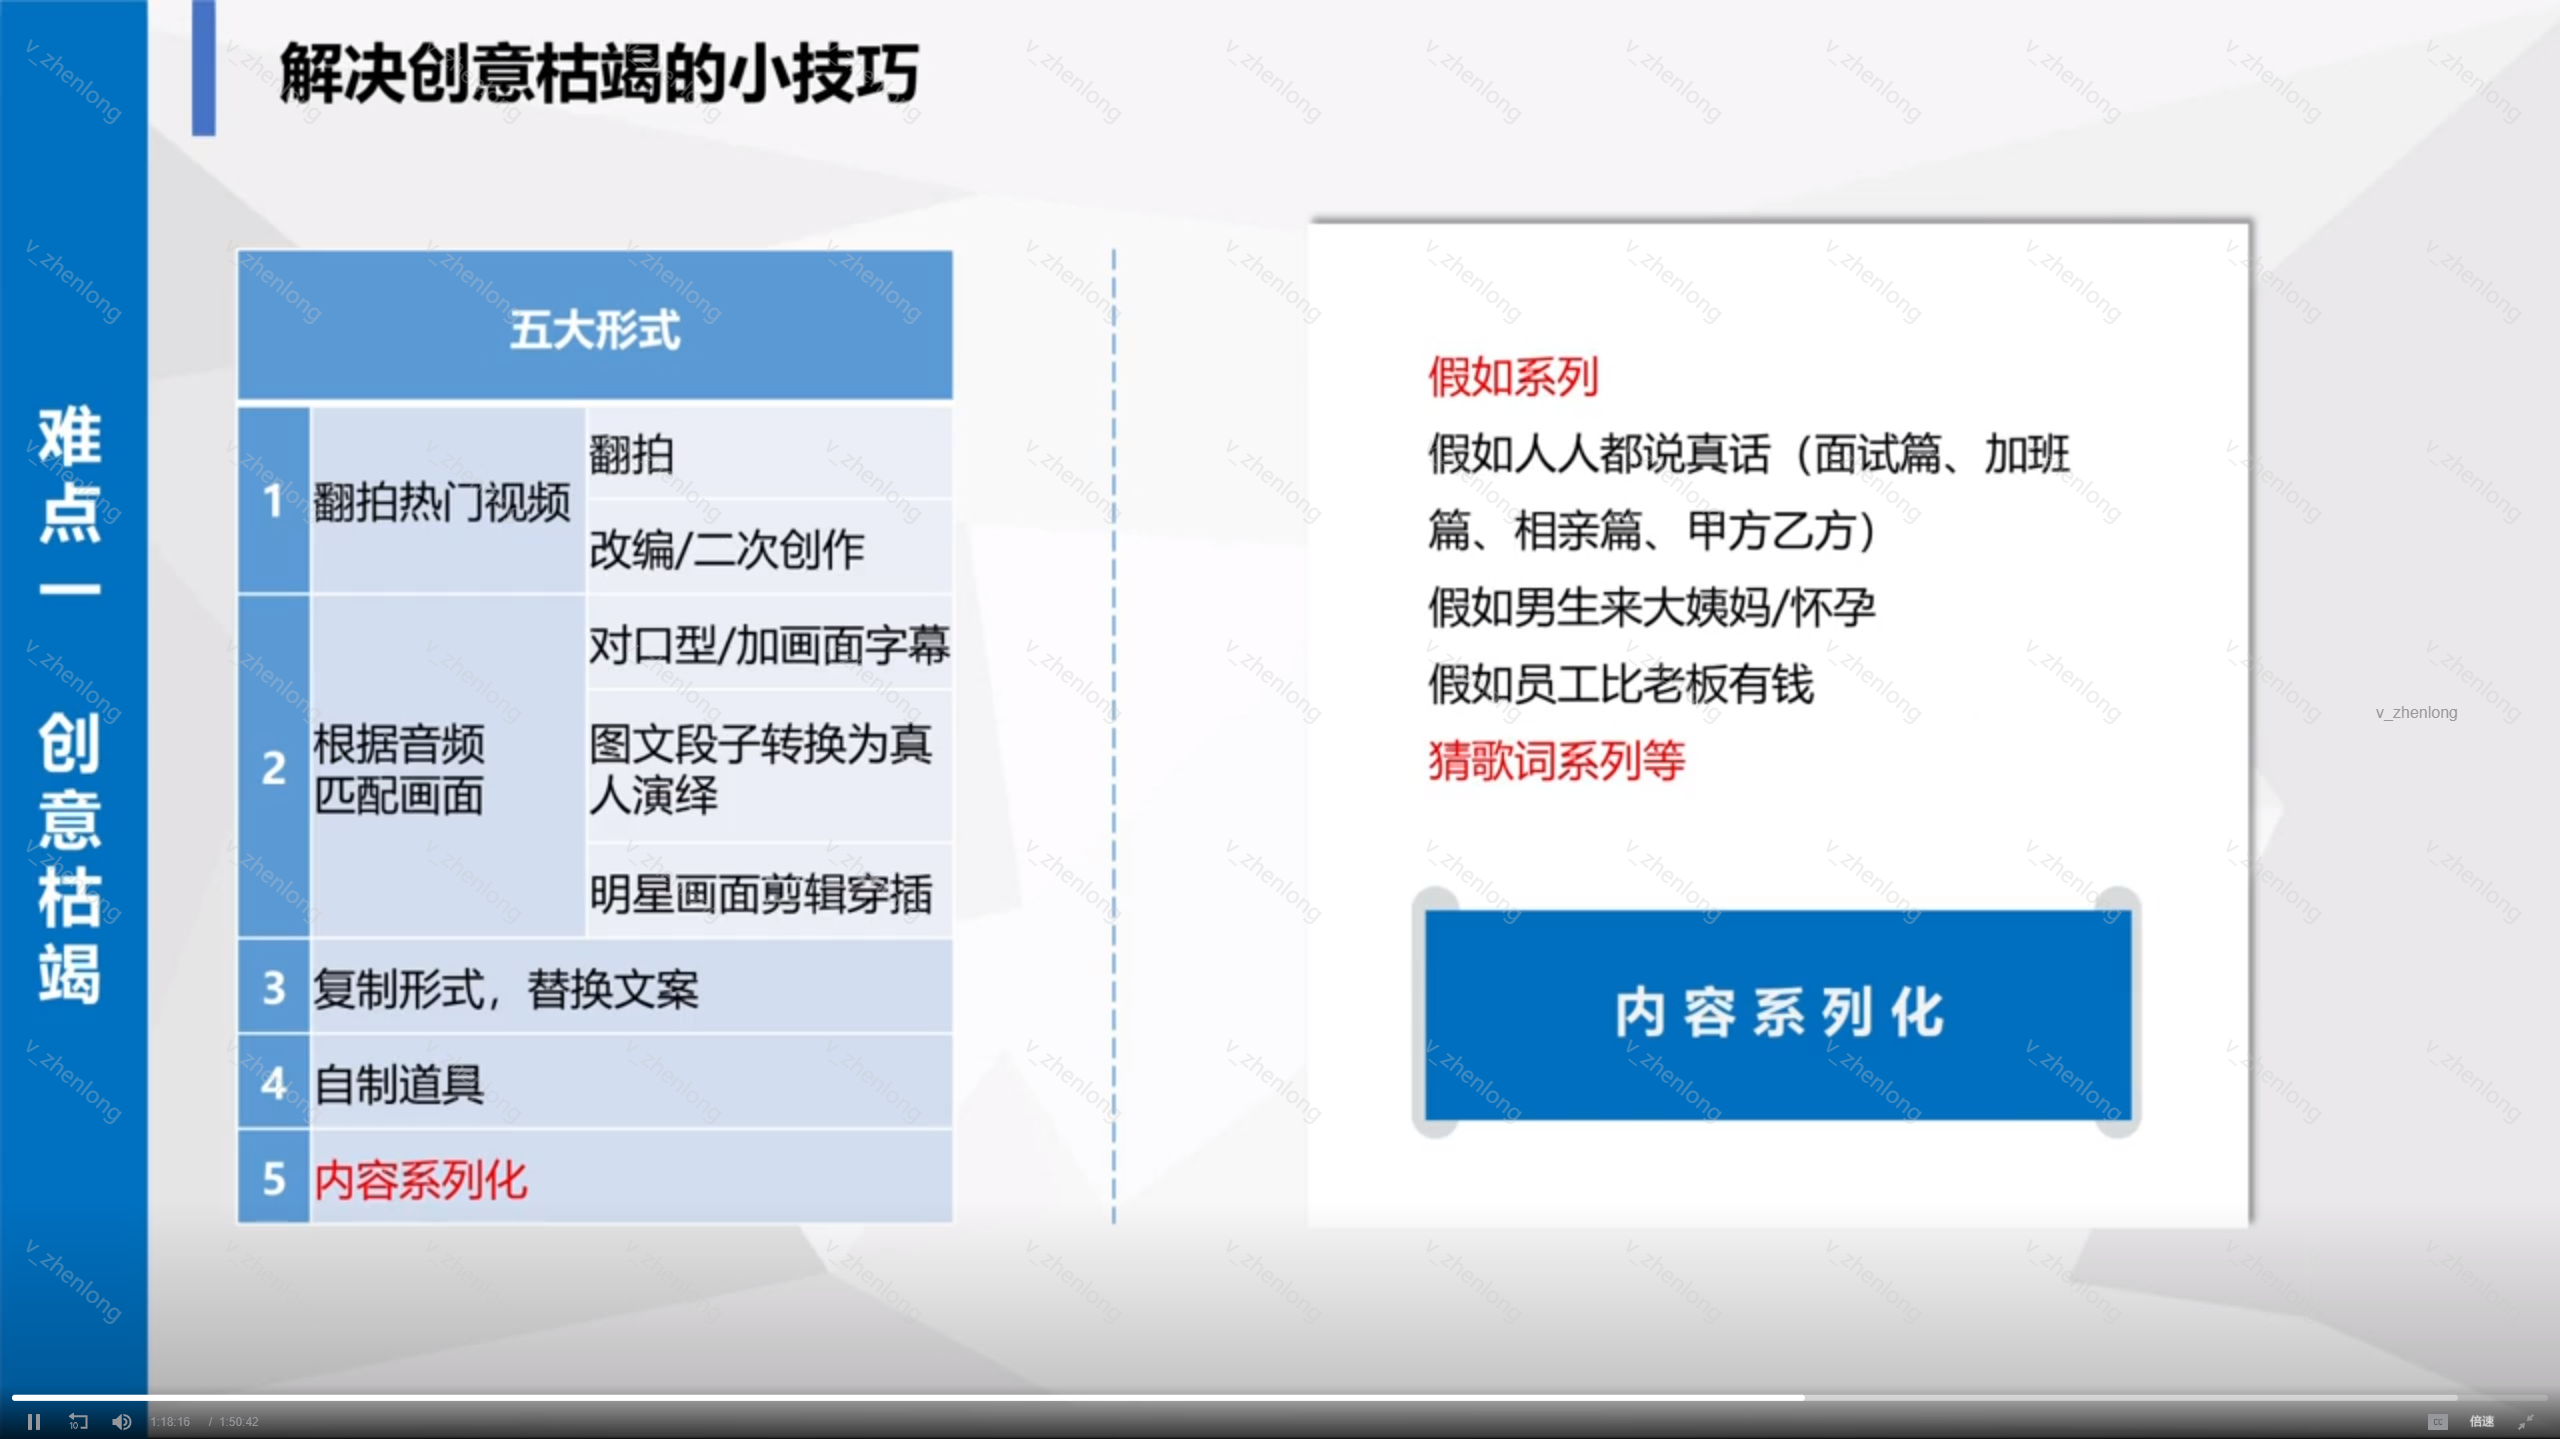 解决创意枯竭的小技巧
难点一 创意枯竭
五大形式
1
翻拍热门视频
翻拍
改编/二次创作
2
根据音频
匹配画面
对口型/加画面字幕
图文段子转换为真
人演绎
明星画面剪辑穿插
3 复制形式，替换文案
4 自制道具
5 内容系列化
假如系列
假如人人都说真话（面试篇、加班
篇、相亲篇、甲方乙方）
假如男生来大姨妈/怀孕
假如员工比老板有钱
猜歌词系列等
内容系列化
v_zhenlong
10
1:18:16 / 1:50:42
CC
倍速